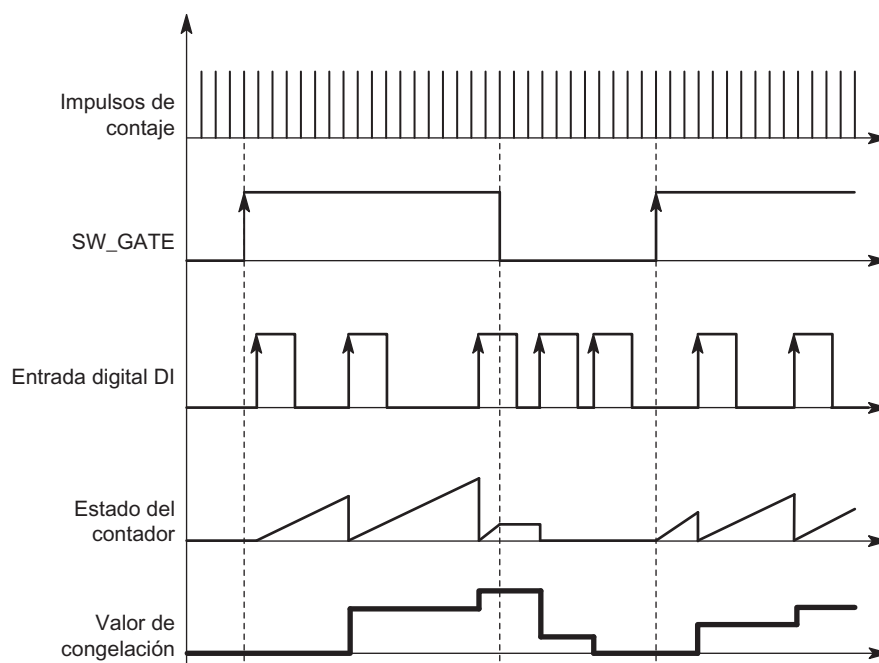 Impulsos de
contaje
SW_GATE
Entrada digital DI
Estado del
contador
Valor de
congelación